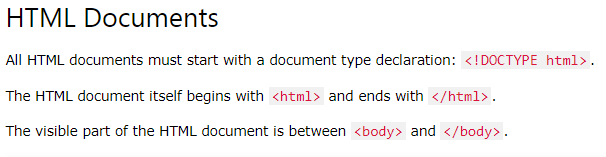 HTML Documents
All HTML documents must start with a document type declaration: <!DOCTYPE html>.
The HTML document itself begins with <html> and ends with </html>.
The visible part of the HTML document is between <body> and </body>.